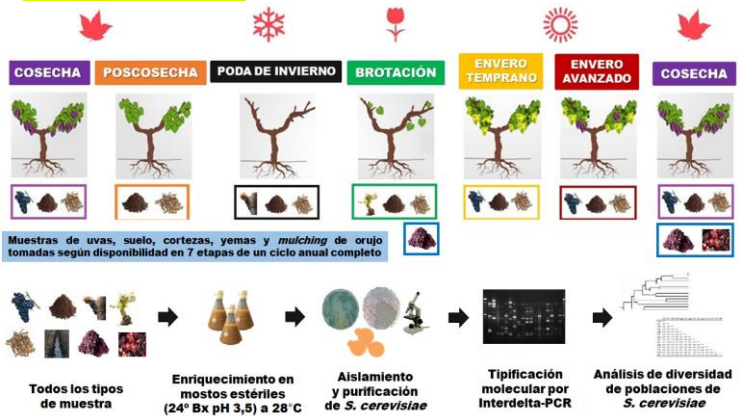 COSECHA
POSCOSECHA
PODA DE INVIERNO
BROTACIÓN
ENVERO
TEMPRANO
ENVERO
AVANZADO
COSECHA
Muestras de uvas, suelo, cortezas, yemas y mulching de orujo
tomadas según disponibilidad en 7 etapas de un ciclo anual completo
Todos los tipos
de muestra
Enriquecimiento en
mostos estériles
(24º Bx pH 3,5) a 28°C
Aislamiento
y purificación
de S. cerevisiae
Tipificación
molecular por
Interdelta-PCR
Análisis de diversidad
de poblaciones de
S. cerevisiae